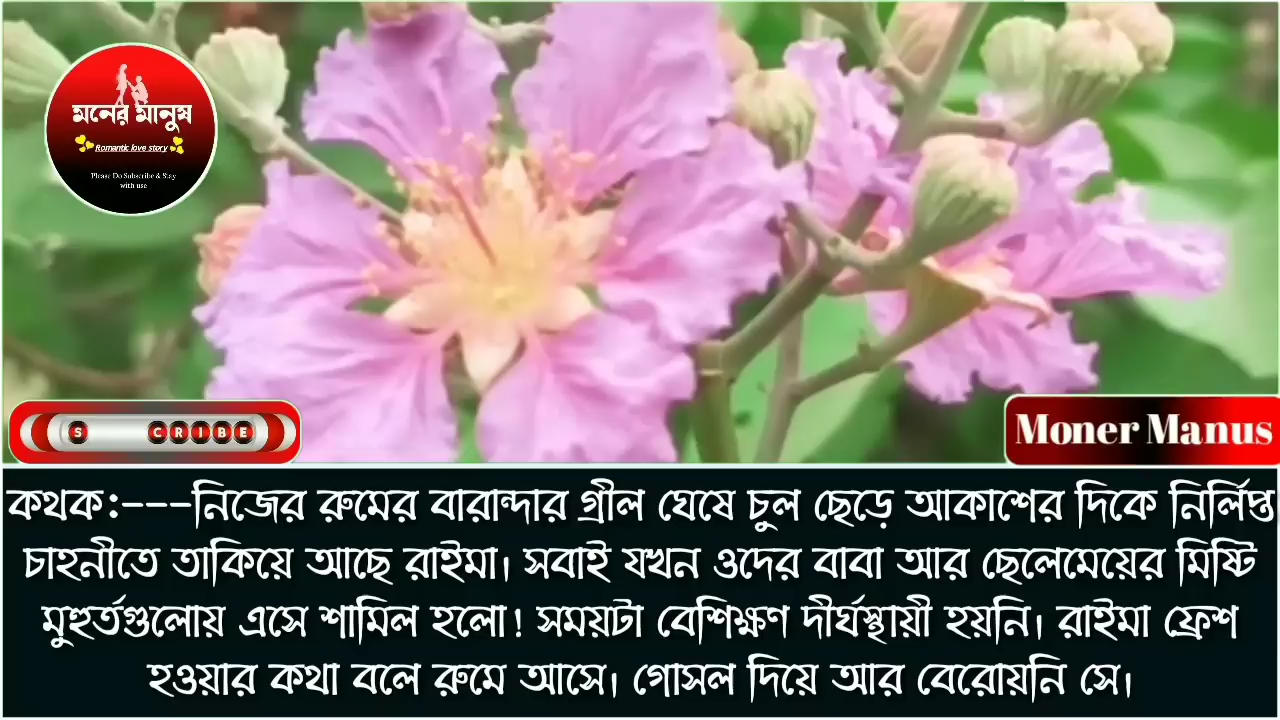 মনের মানুষ
Romantic love story
Please Do Subscribe & Stay
with use
S CRIBE
Moner Manus
কথক:---নিজের রুমের বারান্দার গ্রীল ঘেষে চুল ছেড়ে আকাশের দিকে নির্লিপ্ত
চাহনীতে তাকিয়ে আছে রাইমা। সবাই যখন ওদের বাবা আর ছেলেমেয়ের মিষ্টি
মুহুর্তগুলোয় এসে শামিল হলো! সময়টা বেশিক্ষণ দীর্ঘস্থায়ী হয়নি। রাইমা ফ্রেশ
হওয়ার কথা বলে রুমে আসে। গোসল দিয়ে আর বেরোয়নি সে।